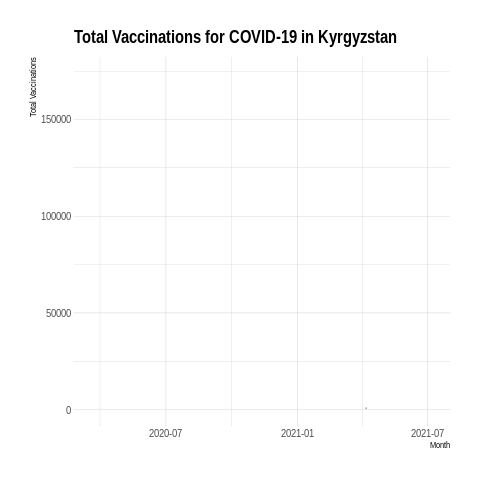 Total Vaccinations for COVID-19 in Kyrgyzstan
Total Vaccinations
150000
100000
50000
0
2020-07
2021-01
2021-07
Month